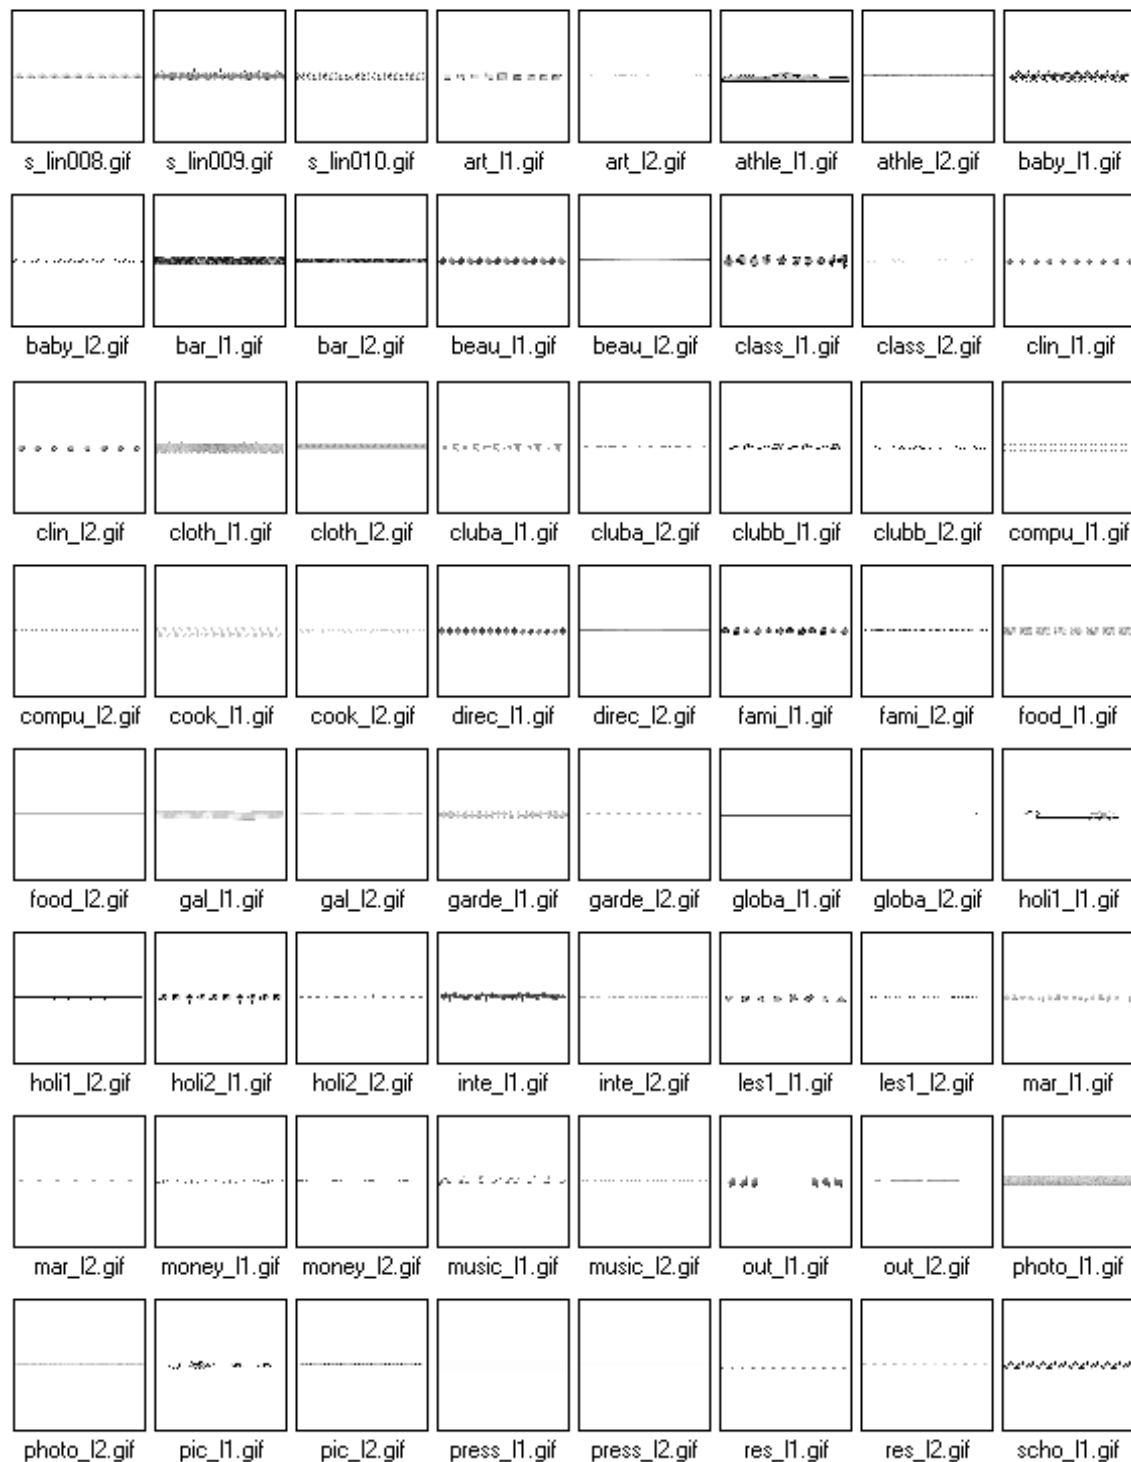 s_lin008.gif s_lin009.gif s_lin010.gif art_l1.gif art_l2.gif athle_l1.gif athle_l2.gif baby_l1.gif
baby_l2.gif bar_l1.gif bar_l2.gif beau_l1.gif beau_l2.gif class_l1.gif class_l2.gif clin_l1.gif
clin_l2.gif cloth_l1.gif cloth_l2.gif cluba_l1.gif cluba_l2.gif clubb_l1.gif clubb_l2.gif compu_l1.gif
compu_l2.gif cook_l1.gif cook_l2.gif direc_l1.gif direc_l2.gif fami_l1.gif fami_l2.gif food_l1.gif
food_l2.gif gal_l1.gif gal_l2.gif garde_l1.gif garde_l2.gif globa_l1.gif globa_l2.gif holi1_l1.gif
holi1_l2.gif holi2_l1.gif holi2_l2.gif inte_l1.gif inte_l2.gif les1_l1.gif les1_l2.gif mar_l1.gif
mar_l2.gif money_l1.gif money_l2.gif music_l1.gif music_l2.gif out_l1.gif out_l2.gif photo_l1.gif
photo_l2.gif pic_l1.gif pic_l2.gif press_l1.gif press_l2.gif res_l1.gif res_l2.gif scho_l1.gif